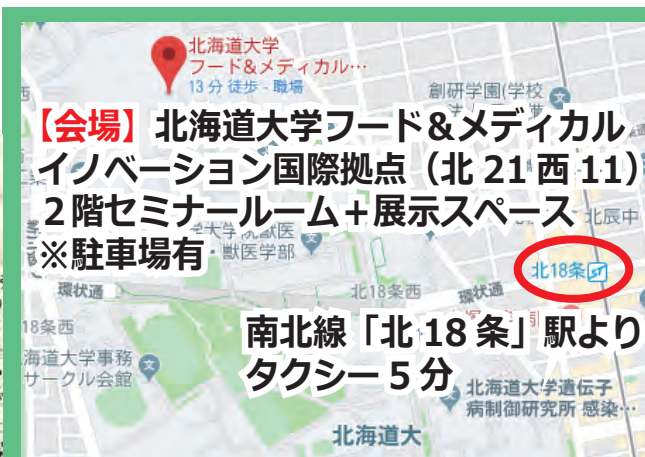 北海道大学
フード&メディカル…
13 分 徒歩 - 職場
創研学園(学校
【会場】北海道大学フード&メディカル
イノベーション国際拠点（北 21 西 11）
２階セミナールーム＋展示スペース
北辰中
※駐車場有
・獣医学部
北18条
環状通
北18条西
環状通
18条西
南北線「北 18 条」駅より
タクシー 5 分
海道大学事務
サークル会館
北海道大学遺伝子
病制御研究所 感染…
北海道大